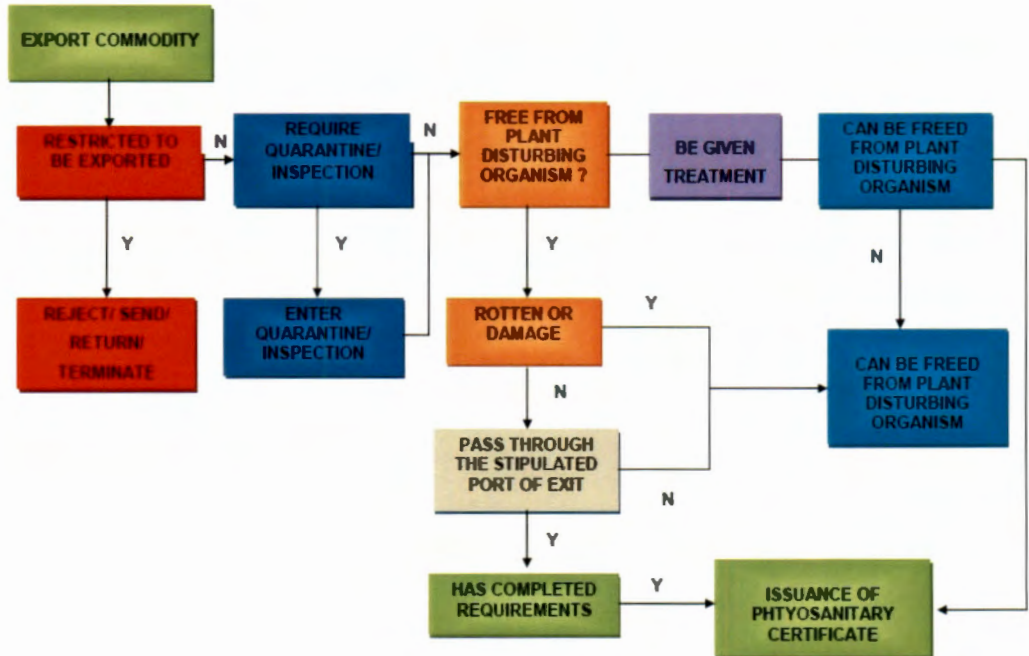 EXPORT COMMODITY
RESTRICTED TO
BE EXPORTED
N
REQUIRE
QUARANTINE/
INSPECTION
N
FREE FROM
PLANT
DISTURBING
ORGANISM ?
BE GIVEN
TREATMENT
CAN BE FREED
FROM PLANT
DISTURBING
ORGANISM
Y
Y
Y
N
REJECT/ SEND/
RETURN/
TERMINATE
ENTER
QUARANTINE/
INSPECTION
ROTTEN OR
DAMAGE
Y
CAN BE FREED
FROM PLANT
DISTURBING
ORGANISM
N
PASS THROUGH
THE STIPULATED
PORT OF EXIT
N
Y
HAS COMPLETED
REQUIREMENTS
Y
ISSUANCE OF
PHTYOSANITARY
CERTIFICATE